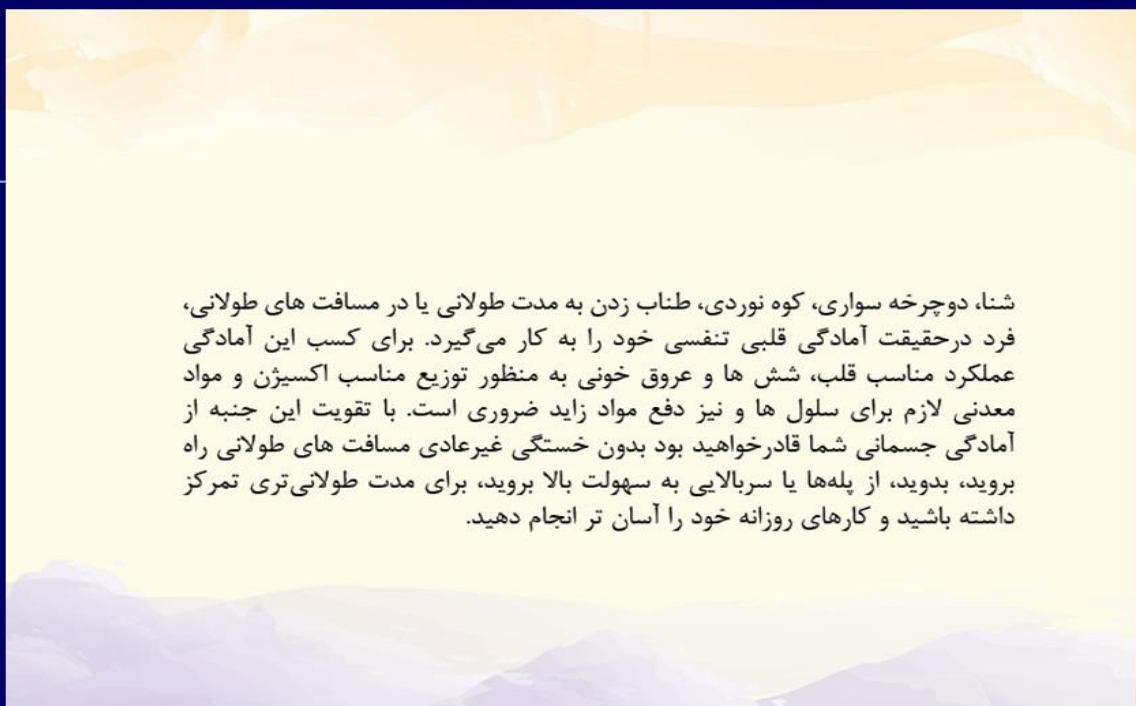 شنا، دوچرخه سواری، کوه نوردی، طناب زدن به مدت طولانی یا در مسافت های طولانی،
فرد درحقیقت آمادگی قلبی تنفسی خود را به کار می‌گیرد. برای کسب این آمادگی
عملکرد مناسب قلب، شش ها و عروق خونی به منظور توزیع مناسب اکسیژن و مواد
معدنی لازم برای سلول ها و نیز دفع مواد زاید ضروری است. با تقویت این جنبه از
آمادگی جسمانی شما قادرخواهید بود بدون خستگی غیرعادی مسافت های طولانی راه
بروید، بدوید، از پله‌ها یا سربالایی به سهولت بالا بروید، برای مدت طولانی‌تری تمرکز
داشته باشید و کارهای روزانه خود را آسان تر انجام دهید.